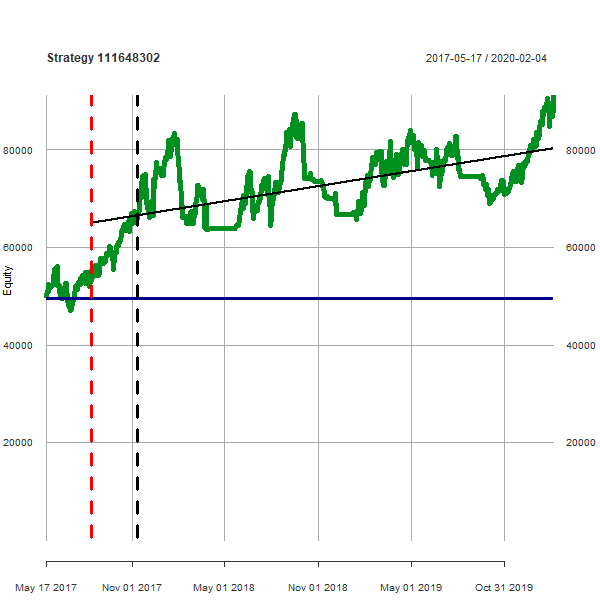 Strategy 111648302
2017-05-17 / 2020-02-04
Equity
80000
80000
60000
60000
40000
40000
20000
20000
May 17 2017
Nov 01 2017
May 01 2018
Nov 01 2018
May 01 2019
Oct 31 2019